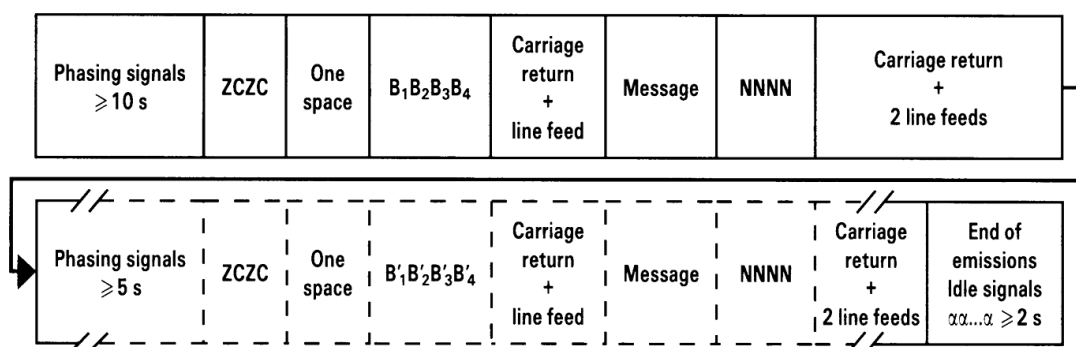 Phasing signals
⩾ 10 s
ZCZC
One
space
B₁B₂B₃B₄
Carriage
return
+
line feed
Message
NNNN
Carriage return
+
2 line feeds
Phasing signals
⩾ 5 s
ZCZC
One
space
B′₁B′₂B′₃B′₄
Carriage
return
+
line feed
Message
NNNN
Carriage
return
+
2 line feeds
End of
emissions
Idle signals
αα...α ⩾ 2 s